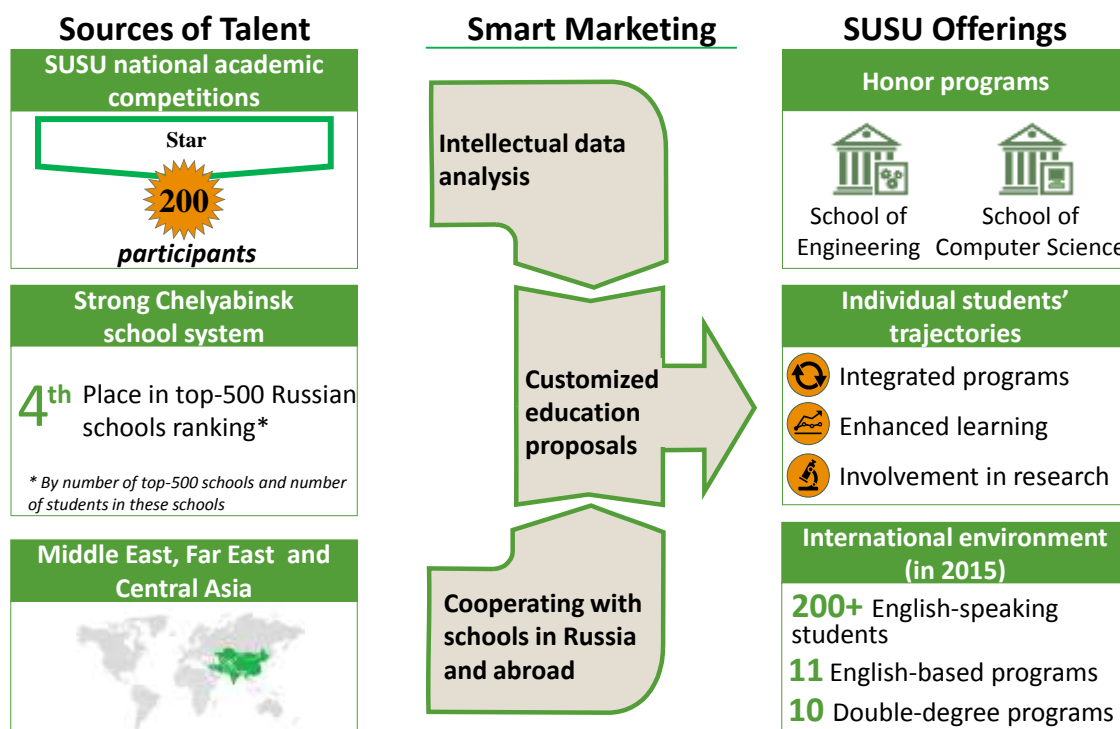 Sources of Talent
SUSU national academic
competitions
Star
200
participants
Strong Chelyabinsk
school system
4th Place in top-500 Russian
schools ranking*
* By number of top-500 schools and number
of students in these schools
Middle East, Far East and
Central Asia
Smart Marketing
Intellectual data
analysis
Customized
education
proposals
Cooperating with
schools in Russia
and abroad
SUSU Offerings
Honor programs
School of
Engineering
School of
Computer Science
Individual students’
trajectories
Integrated programs
Enhanced learning
Involvement in research
International environment
(in 2015)
200+ English-speaking
students
11 English-based programs
10 Double-degree programs